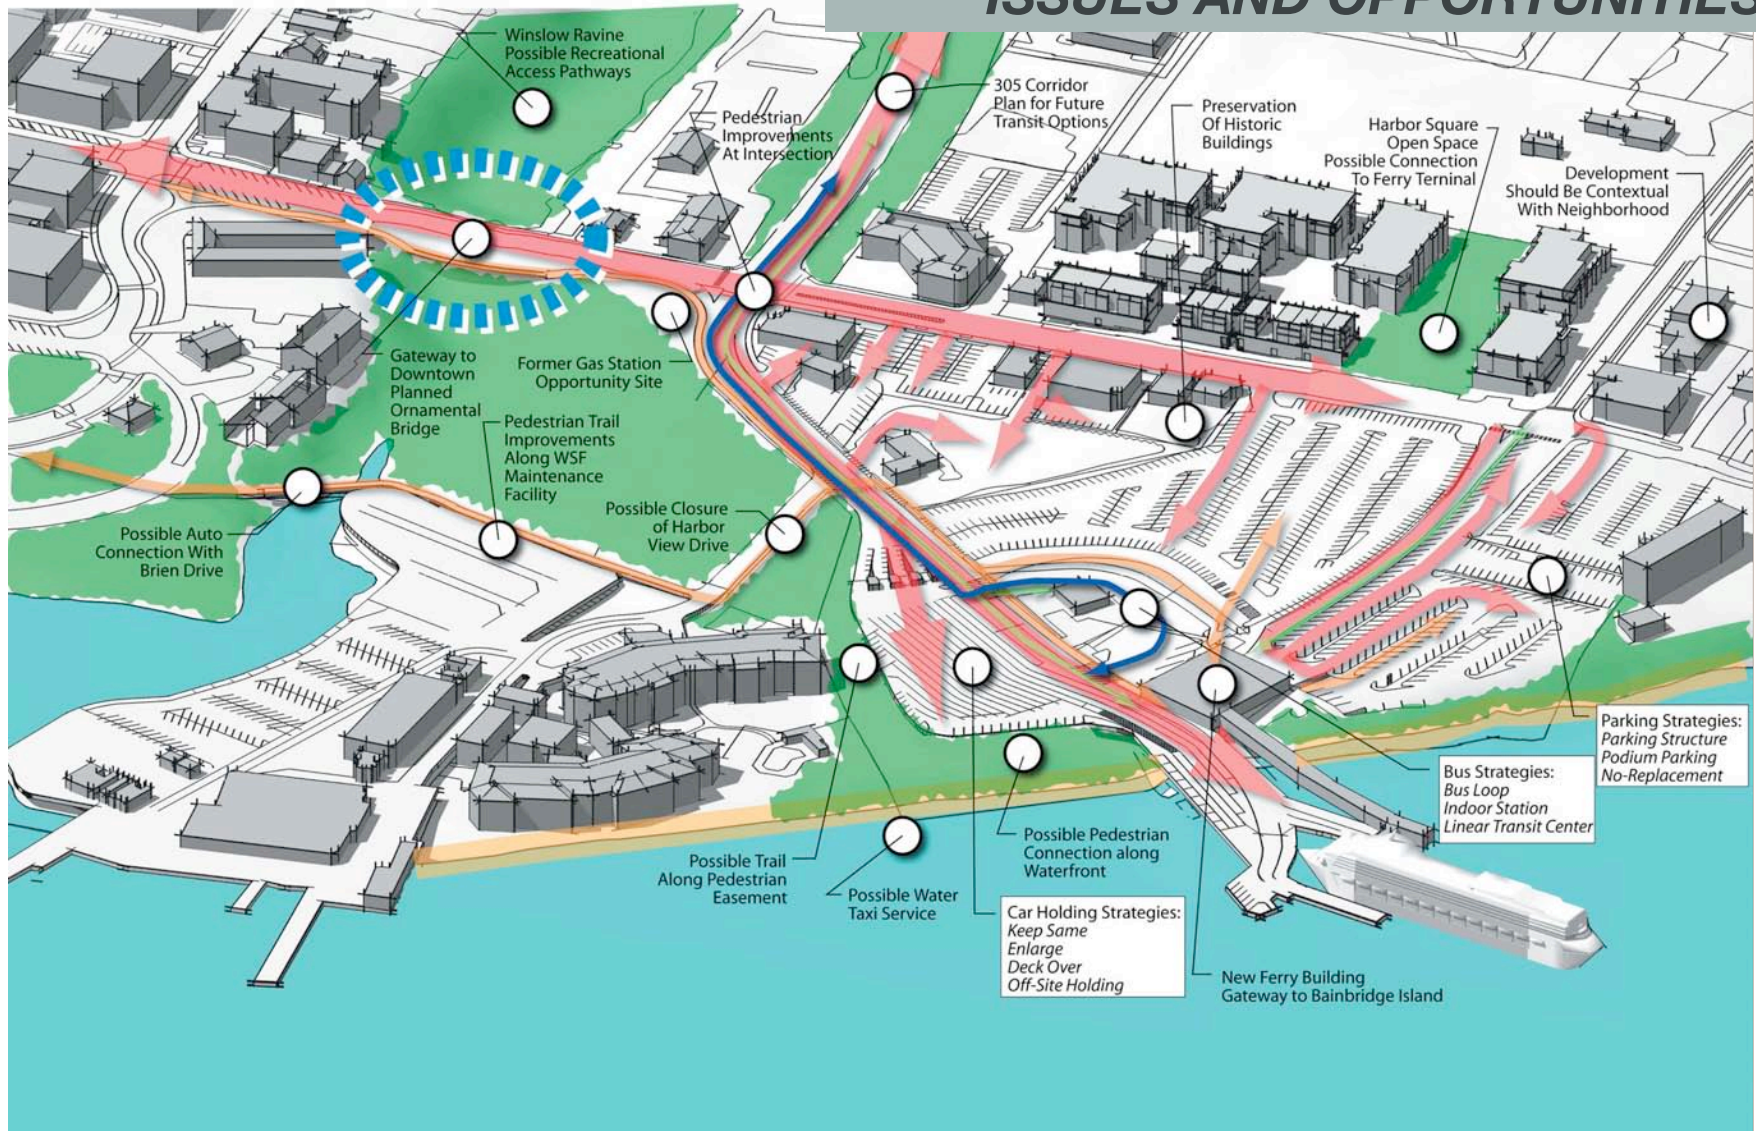 ISSUES AND OPPORTUNITIES
Winslow Ravine
Possible Recreational
Access Pathways
Pedestrian
Improvements
At Intersection
305 Corridor
Plan for Future
Transit Options
Preservation
Of Historic
Buildings
Harbor Square
Open Space
Possible Connection
To Ferry Terninal
Development
Should Be Contextual
With Neighborhood
Gateway to
Downtown
Planned
Ornamental
Bridge
Former Gas Station
Opportunity Site
Pedestrian Trail
Improvements
Along WSF
Maintenance
Facility
Possible Closure
of Harbor
View Drive
Possible Auto
Connection With
Brien Drive
Parking Strategies:
Parking Structure
Podium Parking
No-Replacement
Bus Strategies:
Bus Loop
Indoor Station
Linear Transit Center
Possible Trail
Along Pedestrian
Easement
Possible Water
Taxi Service
Possible Pedestrian
Connection along
Waterfront
Car Holding Strategies:
Keep Same
Enlarge
Deck Over
Off-Site Holding
New Ferry Building
Gateway to Bainbridge Island